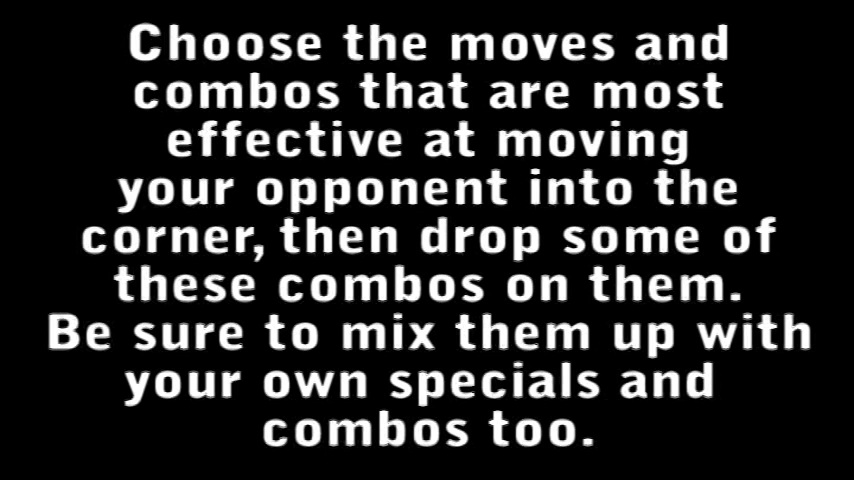 Choose the moves and
combos that are most
effective at moving
your opponent into the
corner, then drop some of
these combos on them.
Be sure to mix them up with
your own specials and
combos too.